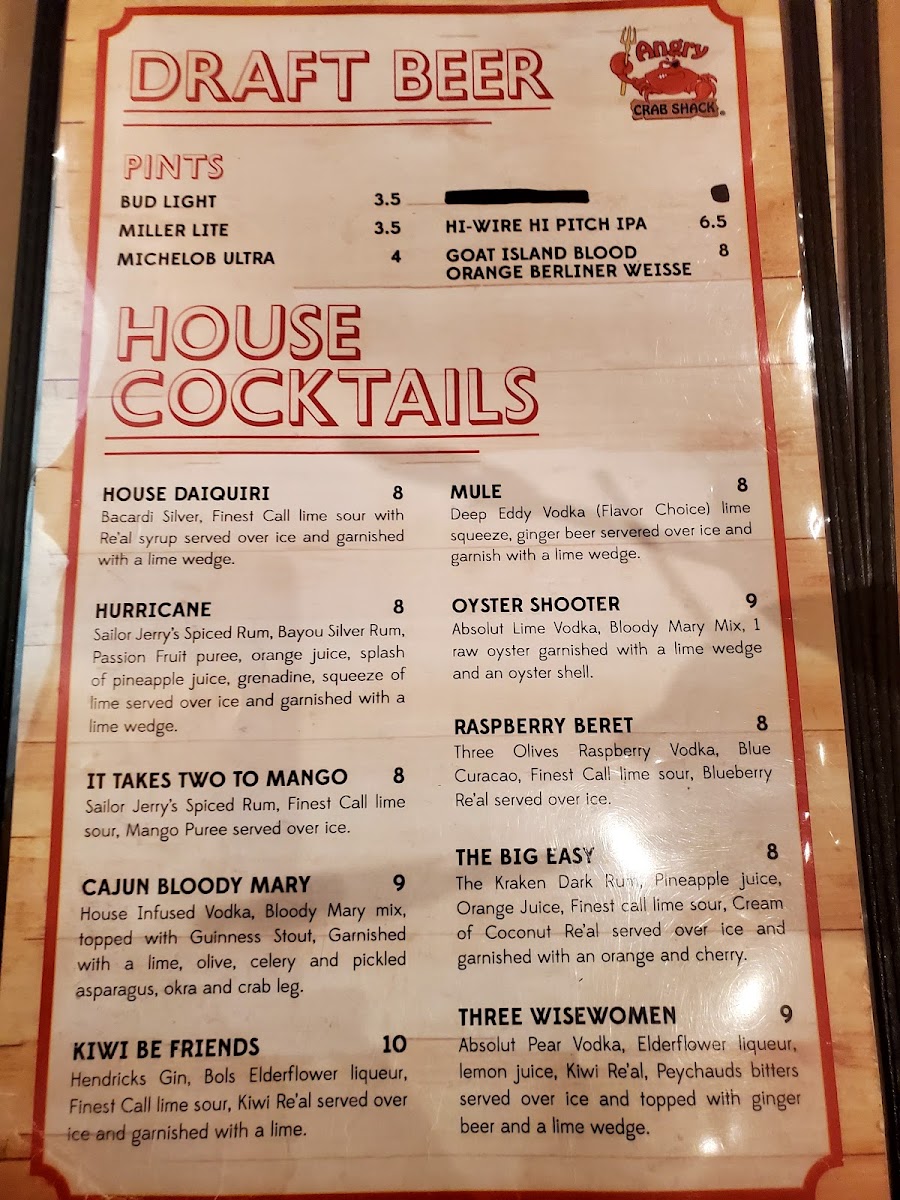 DRAFT BEER
Angry
CRAB SHACK
PINTS
BUD LIGHT 3.5
MILLER LITE 3.5
MICHELOB ULTRA 4
HI-WIRE HI PITCH IPA 6.5
GOAT ISLAND BLOOD 8
ORANGE BERLINER WEISSE
HOUSE
COCKTAILS
HOUSE DAIQUIRI 8
Bacardi Silver, Finest Call lime sour with
Re'al syrup served over ice and garnished
with a lime wedge.
HURRICANE 8
Sailor Jerry's Spiced Rum, Bayou Silver Rum,
Passion Fruit puree, orange juice, splash
of pineapple juice, grenadine, squeeze of
lime served over ice and garnished with a
lime wedge.
IT TAKES TWO TO MANGO 8
Sailor Jerry's Spiced Rum, Finest Call lime
sour, Mango Puree served over ice.
CAJUN BLOODY MARY 9
House Infused Vodka, Bloody Mary mix,
topped with Guinness Stout, Garnished
with a lime, olive, celery and pickled
asparagus, okra and crab leg.
KIWI BE FRIENDS 10
Hendricks Gin, Bols Elderflower liqueur,
Finest Call lime sour, Kiwi Re'al served over
ice and garnished with a lime.
MULE 8
Deep Eddy Vodka (Flavor Choice) lime
squeeze, ginger beer servered over ice and
garnish with a lime wedge.
OYSTER SHOOTER 9
Absolut Lime Vodka, Bloody Mary Mix, 1
raw oyster garnished with a lime wedge
and an oyster shell.
RASPBERRY BERET 8
Three Olives Raspberry Vodka, Blue
Curacao, Finest Call lime sour, Blueberry
Re'al served over ice.
THE BIG EASY 8
The Kraken Dark Rum, Pineapple juice,
Orange Juice, Finest call lime sour, Cream
of Coconut Re'al served over ice and
garnished with an orange and cherry.
THREE WISEWOMEN 9
Absolut Pear Vodka, Elderflower liqueur,
lemon juice, Kiwi Re'al, Peychauds bitters
served over ice and topped with ginger
beer and a lime wedge.